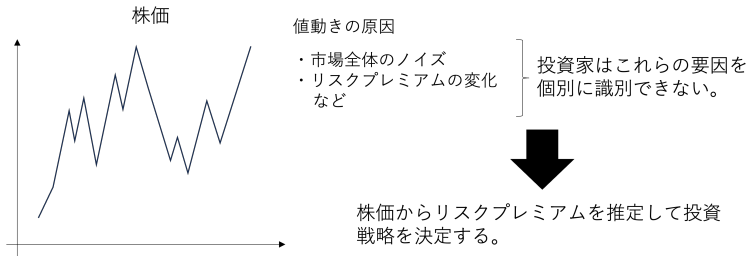 株価
値動きの原因
・市場全体のノイズ
・リスクプレミアムの変化
など
投資家はこれらの要因を
個別に識別できない。
株価からリスクプレミアムを推定して投資
戦略を決定する。